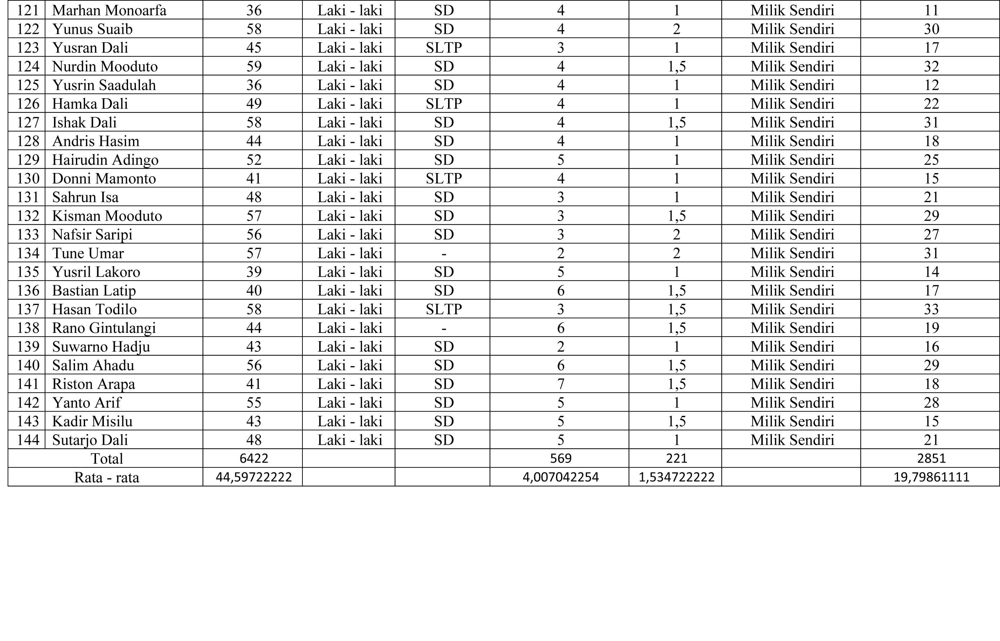 121 Marhan Monoarfa 36 Laki - laki SD 4 1 Milik Sendiri 11
122 Yunus Suaib 58 Laki - laki SD 4 2 Milik Sendiri 30
123 Yusran Dali 45 Laki - laki SLTP 3 1 Milik Sendiri 17
124 Nurdin Mooduto 59 Laki - laki SD 4 1,5 Milik Sendiri 32
125 Yusrin Saadulah 36 Laki - laki SD 4 1 Milik Sendiri 12
126 Hamka Dali 49 Laki - laki SLTP 4 1 Milik Sendiri 22
127 Ishak Dali 58 Laki - laki SD 4 1,5 Milik Sendiri 31
128 Andris Hasim 44 Laki - laki SD 4 1 Milik Sendiri 18
129 Hairudin Adingo 52 Laki - laki SD 5 1 Milik Sendiri 25
130 Donni Mamonto 41 Laki - laki SLTP 4 1 Milik Sendiri 15
131 Sahrun Isa 48 Laki - laki SD 3 1 Milik Sendiri 21
132 Kisman Mooduto 57 Laki - laki SD 3 1,5 Milik Sendiri 29
133 Nafsir Saripi 56 Laki - laki SD 3 2 Milik Sendiri 27
134 Tune Umar 57 Laki - laki - 2 2 Milik Sendiri 31
135 Yusril Lakoro 39 Laki - laki SD 5 1 Milik Sendiri 14
136 Bastian Latip 40 Laki - laki SD 6 1,5 Milik Sendiri 17
137 Hasan Todilo 58 Laki - laki SLTP 3 1,5 Milik Sendiri 33
138 Rano Gintulangi 44 Laki - laki - 6 1,5 Milik Sendiri 19
139 Suwarno Hadju 43 Laki - laki SD 2 1 Milik Sendiri 16
140 Salim Ahadu 56 Laki - laki SD 6 1,5 Milik Sendiri 29
141 Riston Arapa 41 Laki - laki SD 7 1,5 Milik Sendiri 18
142 Yanto Arif 55 Laki - laki SD 5 1 Milik Sendiri 28
143 Kadir Misilu 43 Laki - laki SD 5 1,5 Milik Sendiri 15
144 Sutarjo Dali 48 Laki - laki SD 5 1 Milik Sendiri 21
Total 6422 569 221 2851
Rata - rata 44,59722222 4,007042254 1,534722222 19,79861111